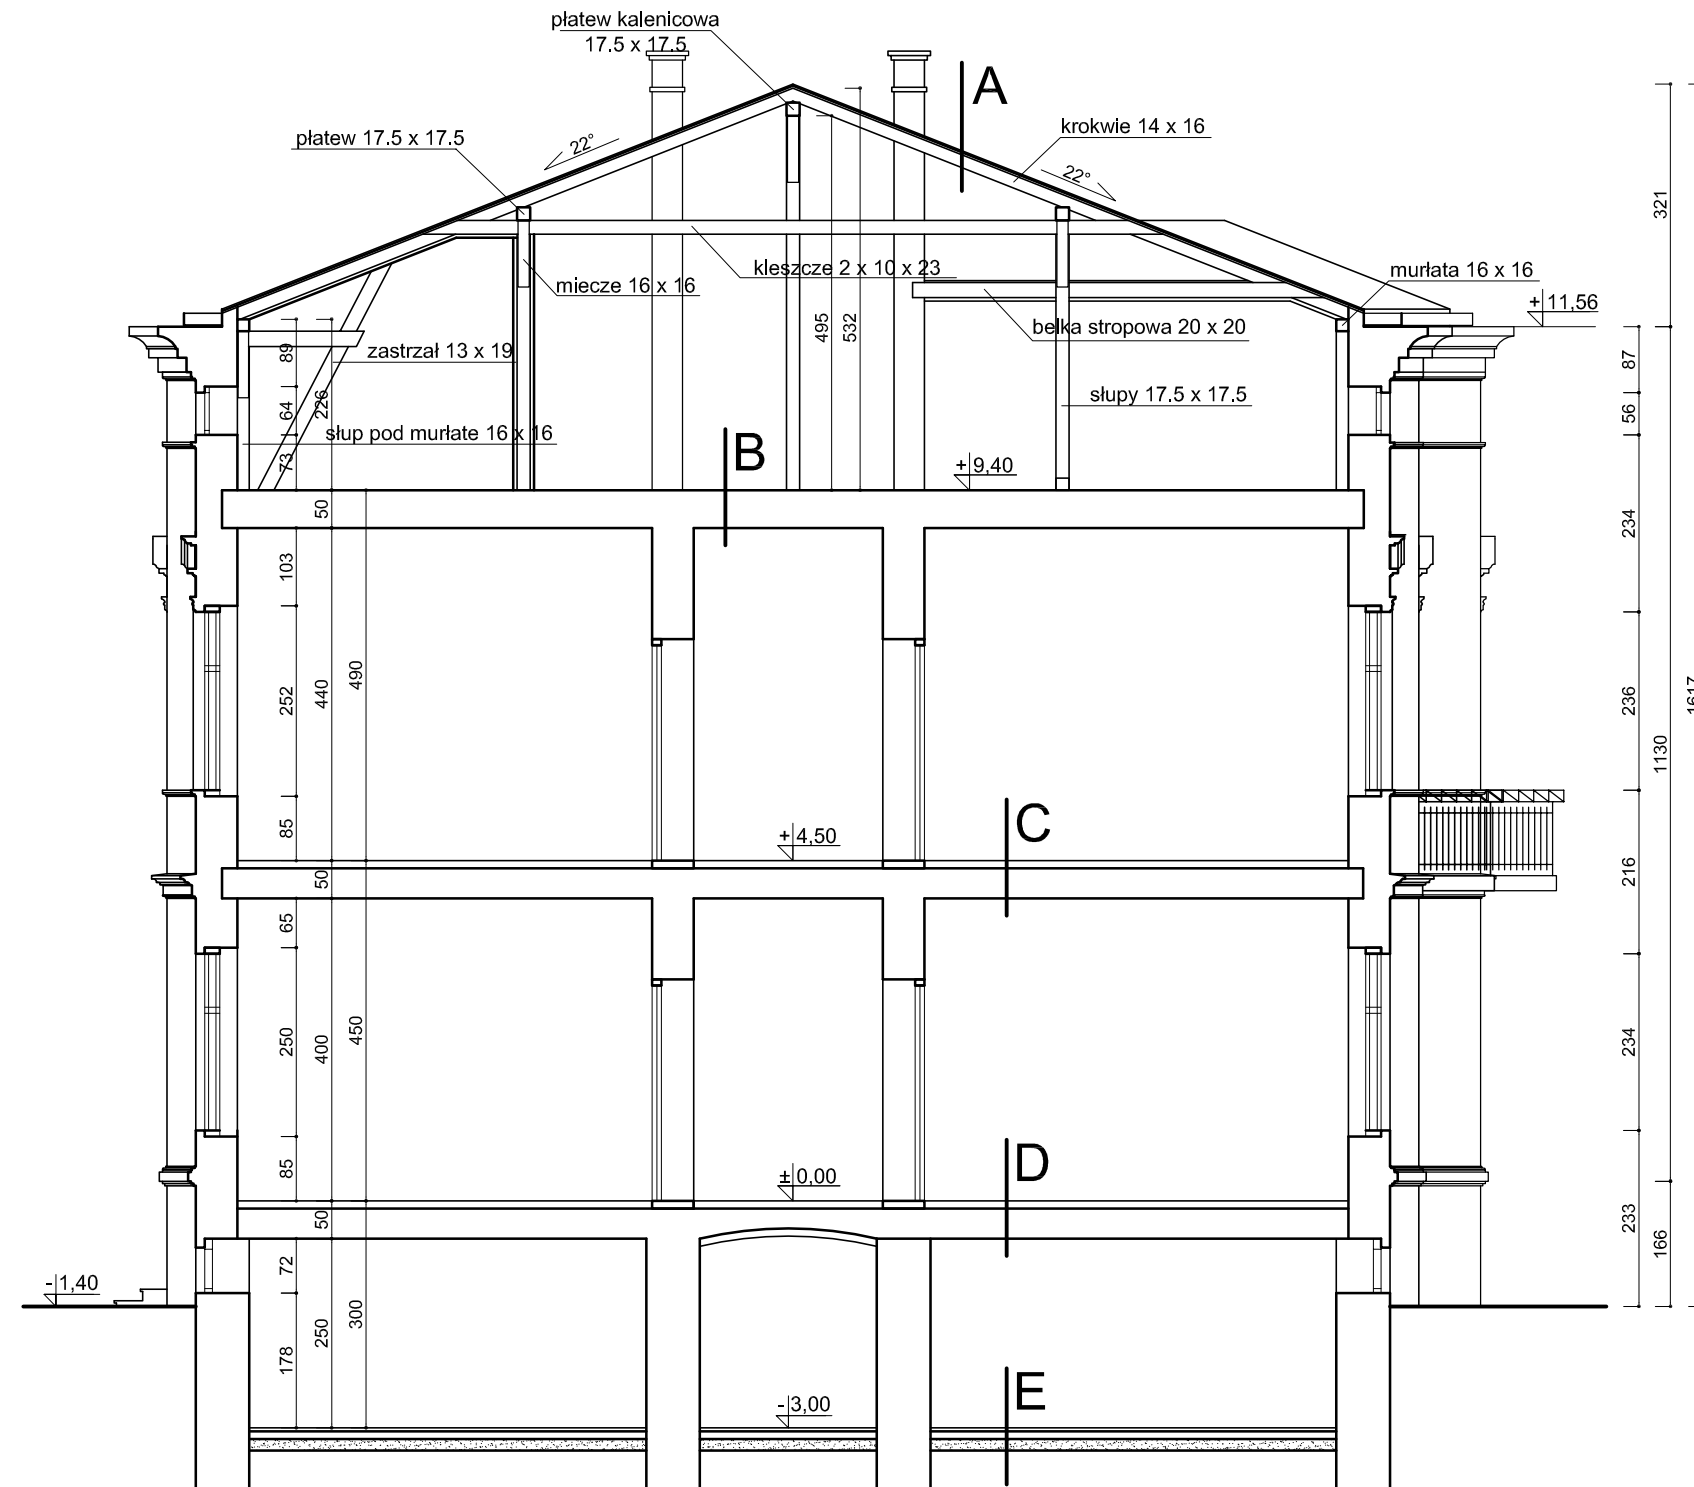 płatew kalenicowa
17.5 x 17.5
A
płatew 17.5 x 17.5
22°
krokwie 14 x 16
22°
321
kleszcze 2 x 10 x 23
miecze 16 x 16
murłata 16 x 16
+ 11,56
belka stropowa 20 x 20
495
532
89
zastrzał 13 x 19
87
64
226
słupy 17.5 x 17.5
56
słup pod murłate 16 x 16
73
B
+ 9,40
50
234
103
490
252
440
236
1617
1130
85
+ 4,50
C
50
216
65
250
400
450
234
85
± 0,00
D
50
233
166
72
- 1,40
300
250
178
- 3,00
E